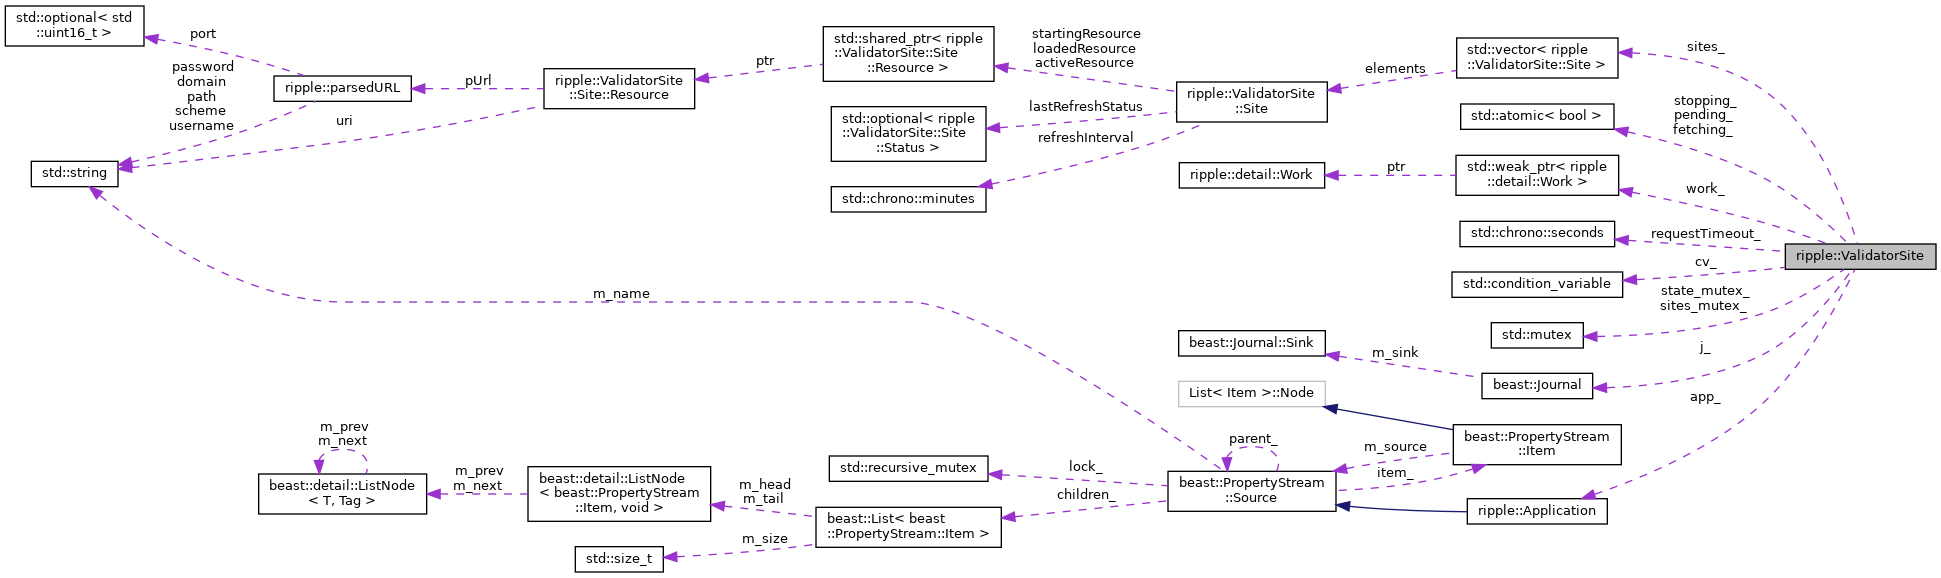 std::optional< std
::uint16_t >
port
password
domain
path
scheme
username
ripple::parsedURL
pUrl
uri
std::string
ripple::ValidatorSite
::Site::Resource
ptr
std::shared_ptr< ripple
::ValidatorSite::Site
::Resource >
startingResource
loadedResource
activeResource
lastRefreshStatus
refreshInterval
std::optional< ripple
::ValidatorSite::Site
::Status >
std::chrono::minutes
ripple::ValidatorSite
::Site
elements
std::vector< ripple
::ValidatorSite::Site >
sites_
std::atomic< bool >
stopping_
pending_
fetching_
ripple::detail::Work
ptr
std::weak_ptr< ripple
::detail::Work >
work_
std::chrono::seconds
requestTimeout_
ripple::ValidatorSite
cv_
std::condition_variable
state_mutex_
sites_mutex_
std::mutex
j_
beast::Journal::Sink
m_sink
beast::Journal
app_
m_name
List< Item >::Node
beast::PropertyStream
::Item
m_source
item_
parent_
beast::PropertyStream
::Source
ripple::Application
lock_
children_
std::recursive_mutex
beast::List< beast
::PropertyStream::Item >
m_head
m_tail
m_size
beast::detail::ListNode
< beast::PropertyStream
::Item, void >
std::size_t
m_prev
m_next
m_prev
m_next
beast::detail::ListNode
< T, Tag >